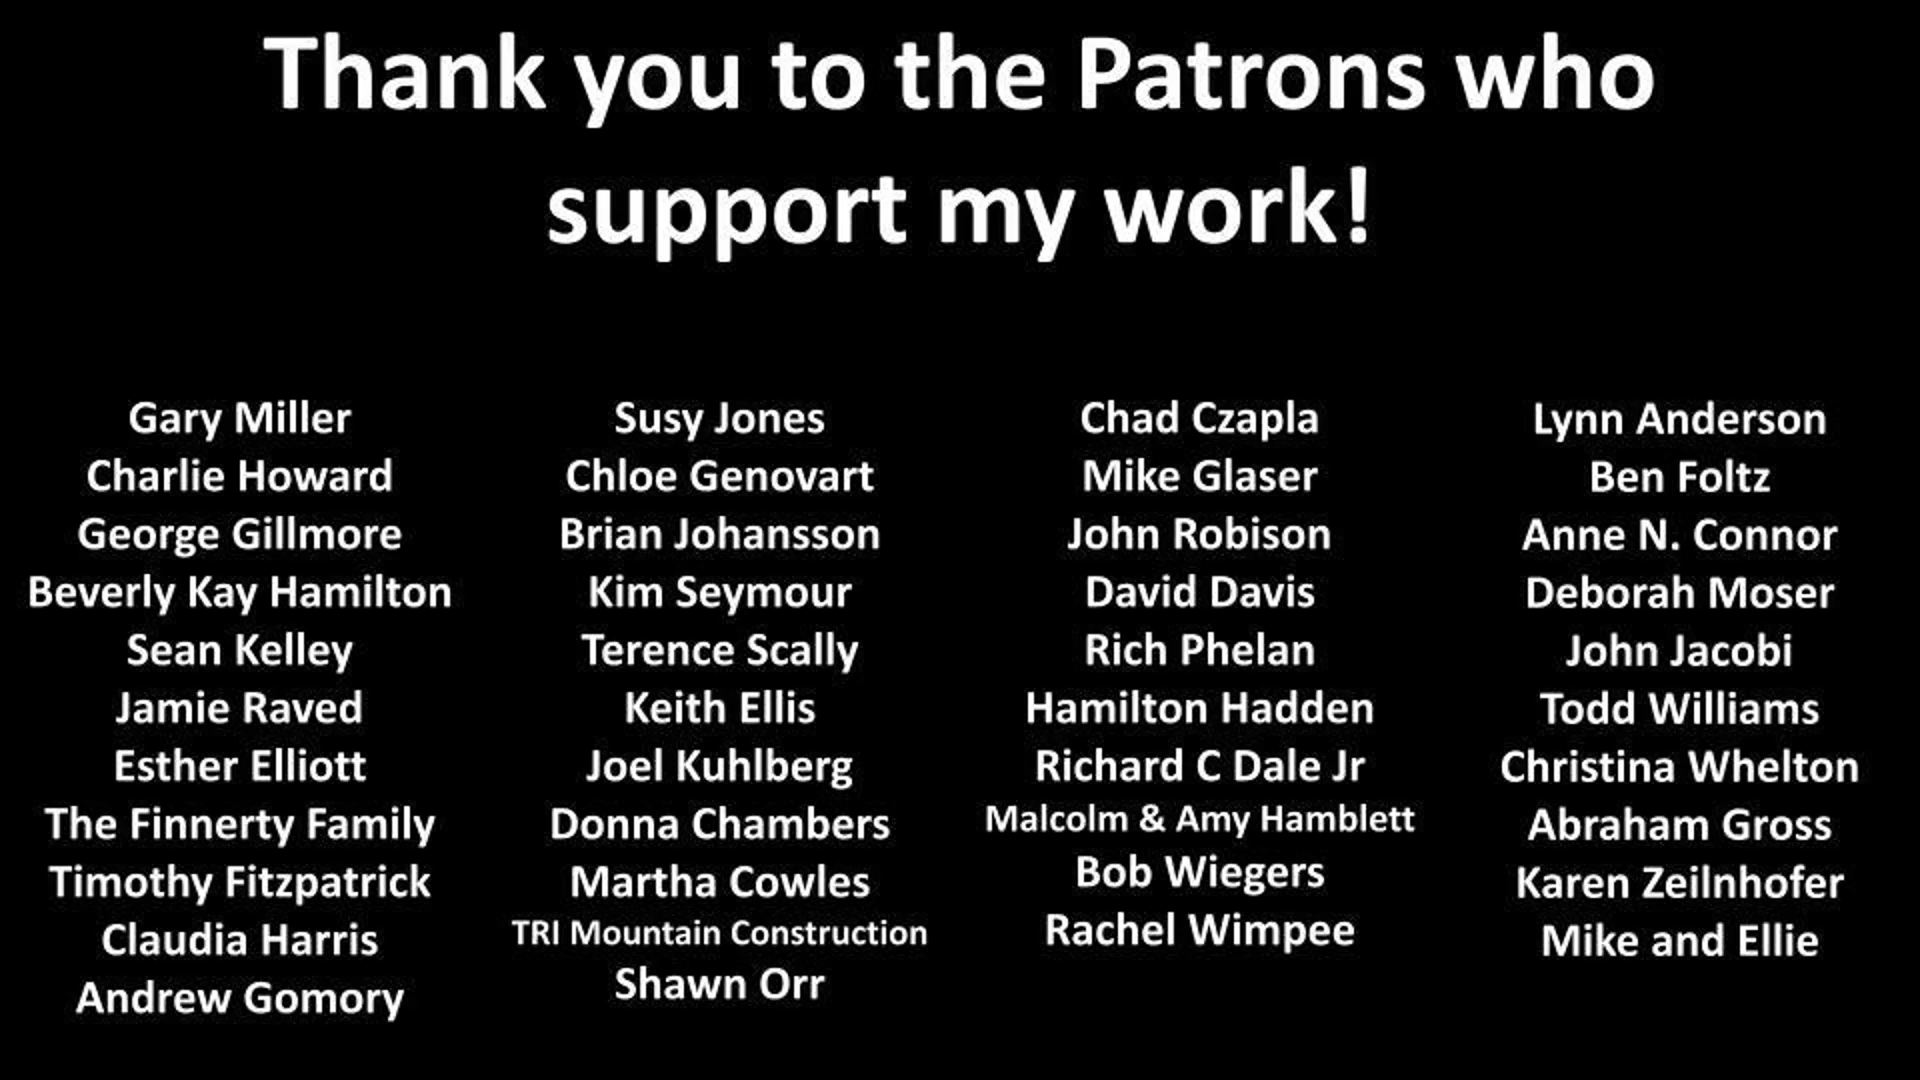 Thank you to the Patrons who
support my work!
Gary Miller
Charlie Howard
George Gillmore
Beverly Kay Hamilton
Sean Kelley
Jamie Raved
Esther Elliott
The Finnerty Family
Timothy Fitzpatrick
Claudia Harris
Andrew Gomory
Susy Jones
Chloe Genovart
Brian Johansson
Kim Seymour
Terence Scally
Keith Ellis
Joel Kuhlberg
Donna Chambers
Martha Cowles
TRI Mountain Construction
Shawn Orr
Chad Czapla
Mike Glaser
John Robison
David Davis
Rich Phelan
Hamilton Hadden
Richard C Dale Jr
Malcolm & Amy Hamblett
Bob Wiegers
Rachel Wimpee
Lynn Anderson
Ben Foltz
Anne N. Connor
Deborah Moser
John Jacobi
Todd Williams
Christina Whelton
Abraham Gross
Karen Zeilnhofer
Mike and Ellie